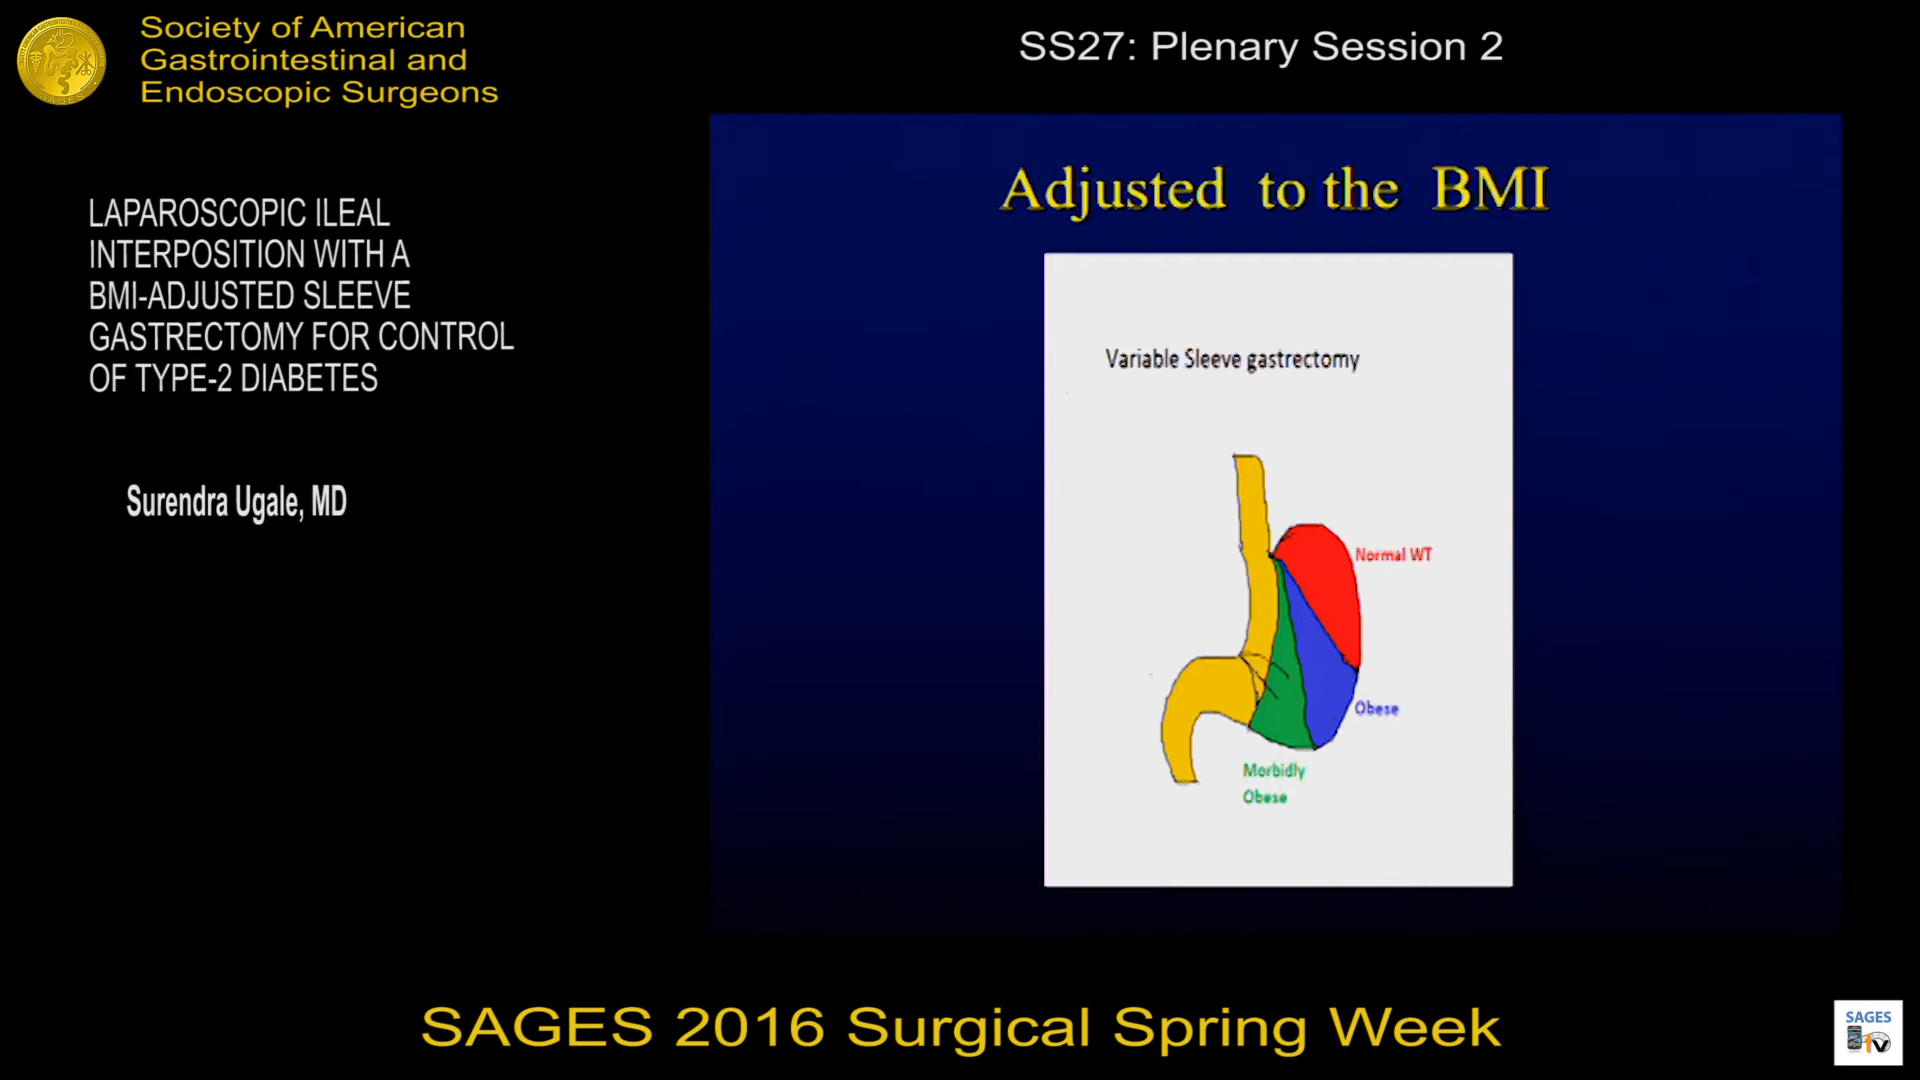 Society of American
Gastrointestinal and
Endoscopic Surgeons
SS27: Plenary Session 2
LAPAROSCOPIC ILEAL
INTERPOSITION WITH A
BMI-ADJUSTED SLEEVE
GASTRECTOMY FOR CONTROL
OF TYPE-2 DIABETES
Surendra Ugale, MD
Adjusted to the BMI
Variable Sleeve gastrectomy
Normal WT
Obese
Morbidly
Obese
SAGES 2016 Surgical Spring Week
SAGES
TV